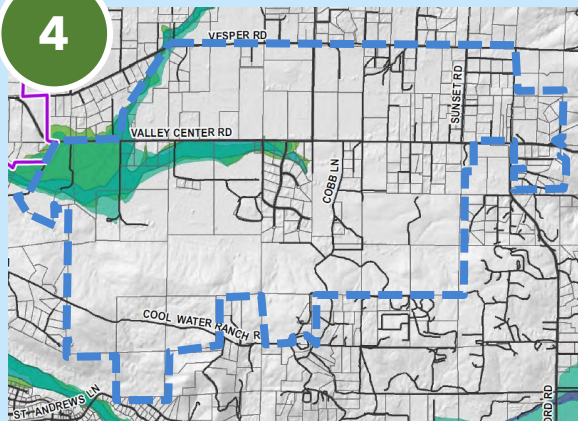 4
VESPER RD
VALLEY CENTER RD
SUNSET RD
COBB LN
COOL WATER RANCH R
ST. ANDREWS LN
ORD RD